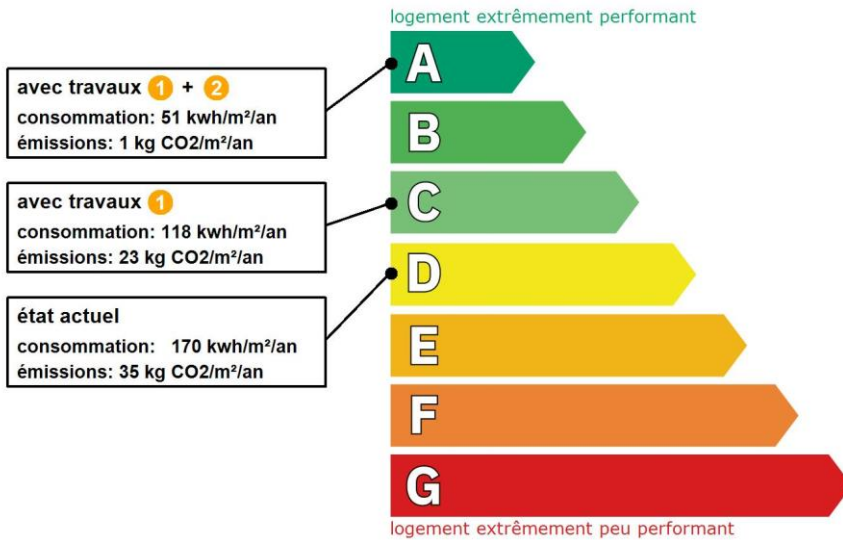 logement extrêmement performant
avec travaux 1 + 2
consommation: 51 kwh/m²/an
émissions: 1 kg CO2/m²/an
avec travaux 1
consommation: 118 kwh/m²/an
émissions: 23 kg CO2/m²/an
état actuel
consommation: 170 kwh/m²/an
émissions: 35 kg CO2/m²/an
A
B
C
D
E
F
G
logement extrêmement peu performant